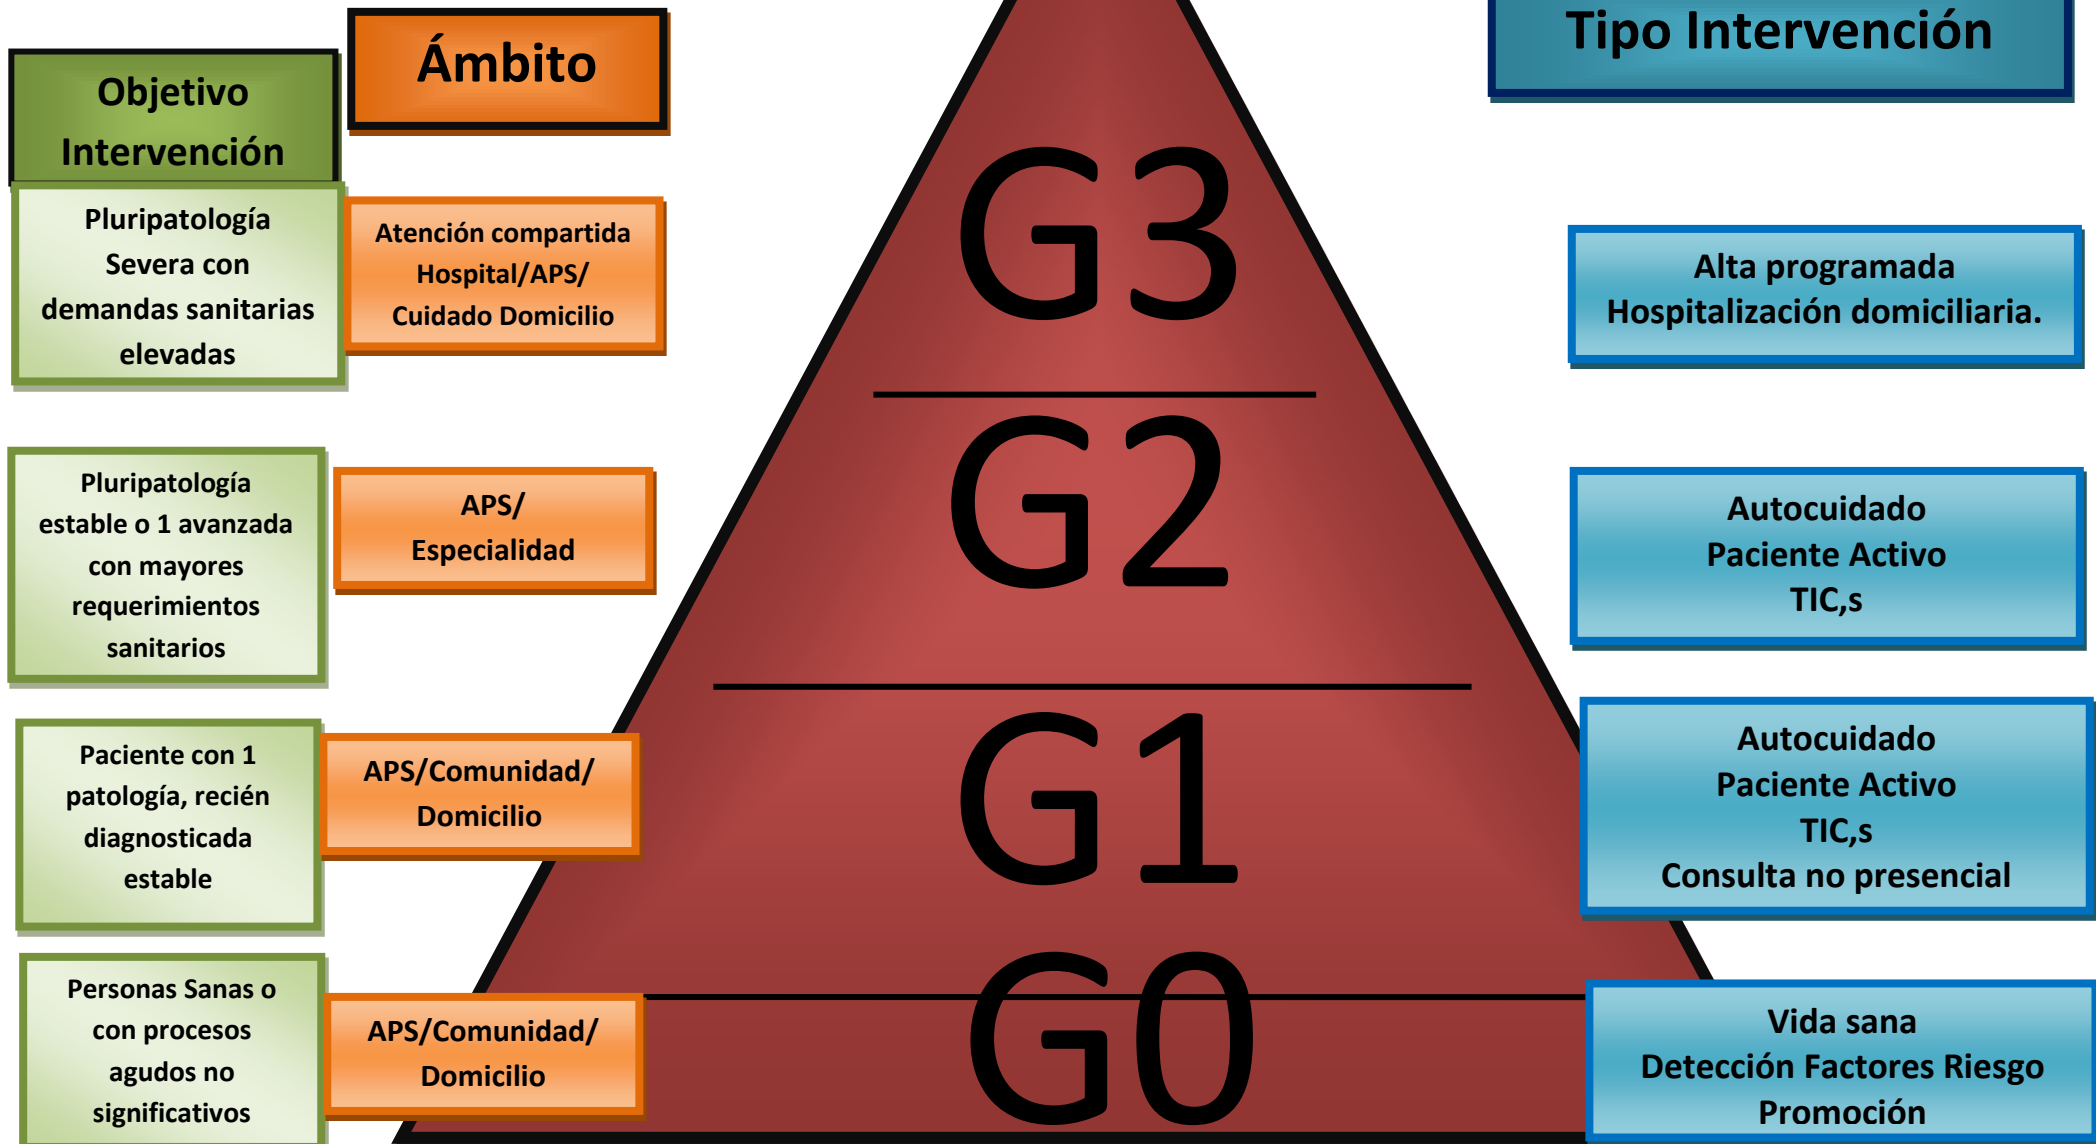 Objetivo
Intervención
Ámbito
Tipo Intervención
Pluripatología
Severa con
demandas sanitarias
elevadas
Atención compartida
Hospital/APS/
Cuidado Domicilio
G3
Alta programada
Hospitalización domiciliaria.
Pluripatología
estable o 1 avanzada
con mayores
requerimientos
sanitarios
APS/
Especialidad
G2
Autocuidado
Paciente Activo
TIC,s
Paciente con 1
patología, recién
diagnosticada
estable
APS/Comunidad/
Domicilio
G1
Autocuidado
Paciente Activo
TIC,s
Consulta no presencial
Personas Sanas o
con procesos
agudos no
significativos
APS/Comunidad/
Domicilio
G0
Vida sana
Detección Factores Riesgo
Promoción